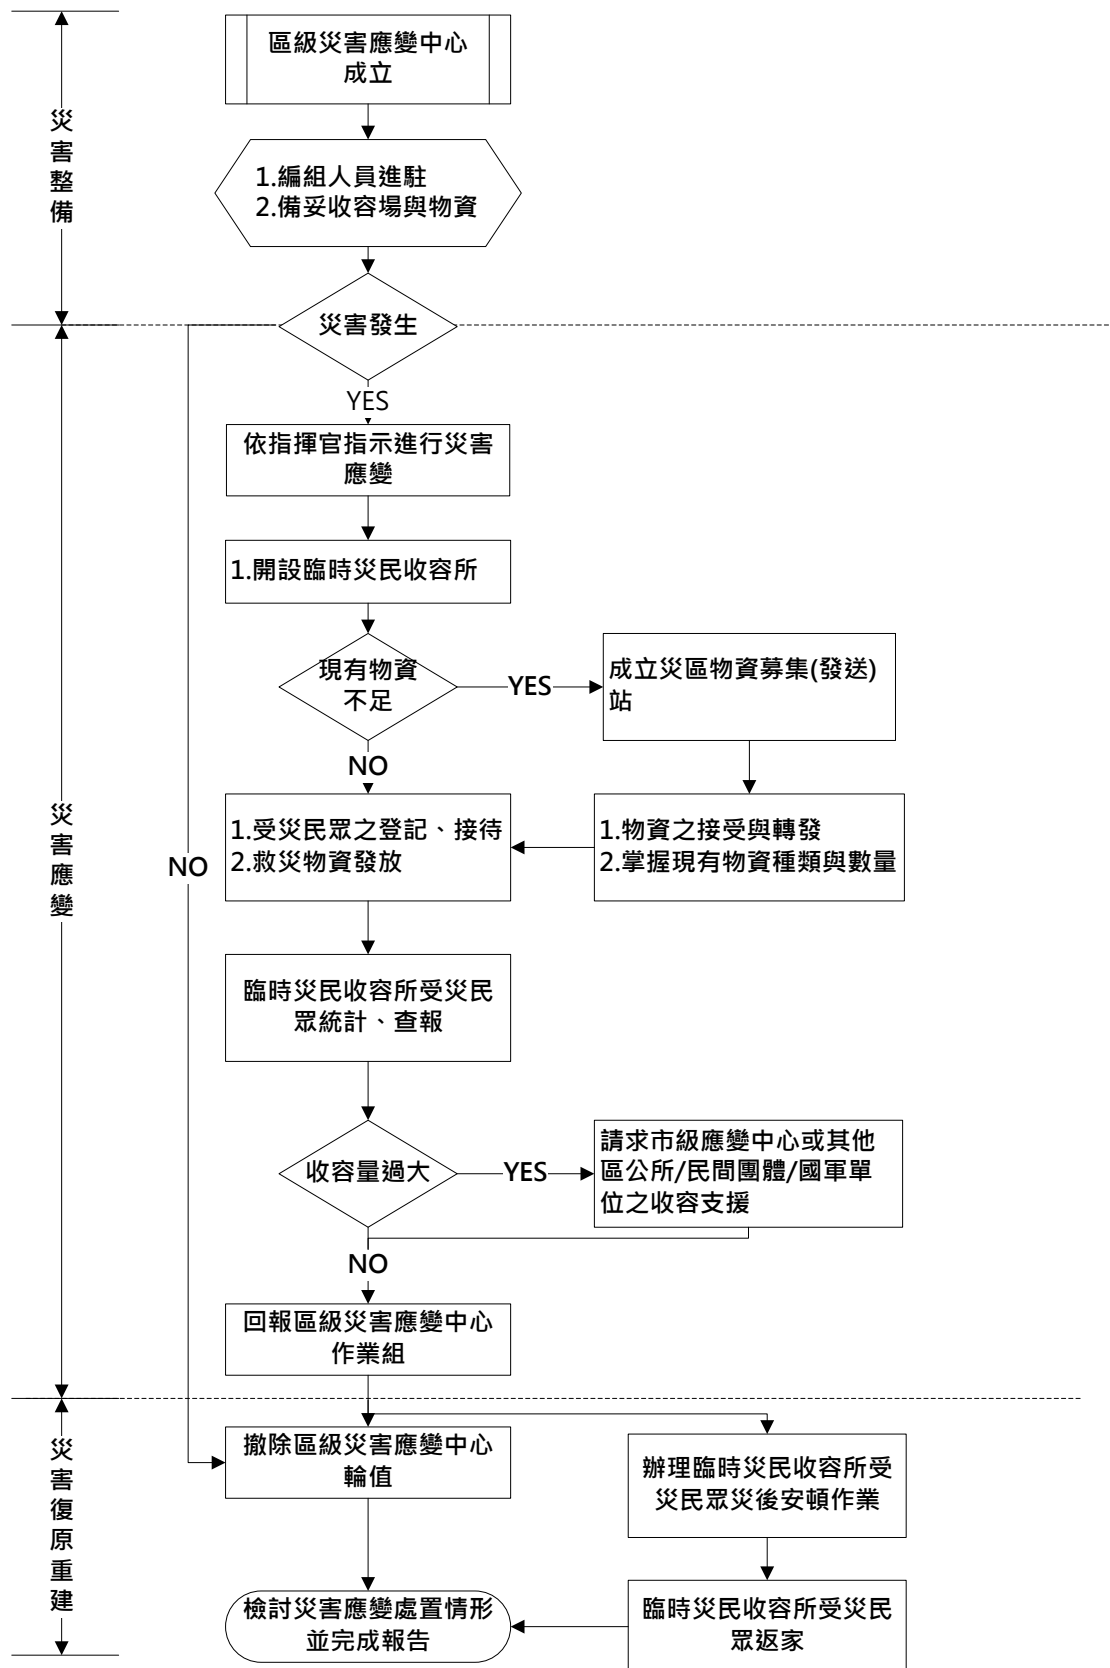 區級災害應變中心
成立
災害整備
1.編組人員進駐
2.備妥收容場與物資
災害發生
YES
依指揮官指示進行災害
應變
1.開設臨時災民收容所
現有物資
不足
YES
成立災區物資募集(發送)
站
NO
災害應變
NO
1.受災民眾之登記、接待
2.救災物資發放
1.物資之接受與轉發
2.掌握現有物資種類與數量
臨時災民收容所受災民
眾統計、查報
收容量過大
YES
請求市級應變中心或其他
區公所/民間團體/國軍單
位之收容支援
NO
回報區級災害應變中心
作業組
災害復原重建
撤除區級災害應變中心
輪值
辦理臨時災民收容所受
災民眾災後安頓作業
檢討災害應變處置情形
並完成報告
臨時災民收容所受災民
眾返家